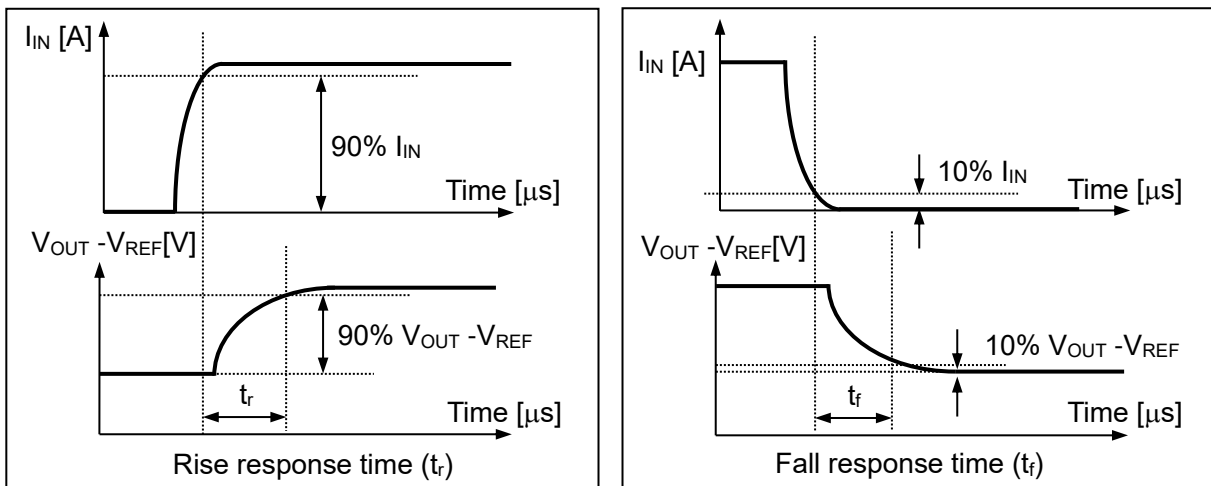 I_IN [A]
90% I_IN
Time [μs]
V_OUT -V_REF[V]
90% V_OUT -V_REF
t_r
Time [μs]
Rise response time (t_r)
I_IN [A]
10% I_IN
Time [μs]
V_OUT -V_REF[V]
10% V_OUT -V_REF
t_f
Time [μs]
Fall response time (t_f)